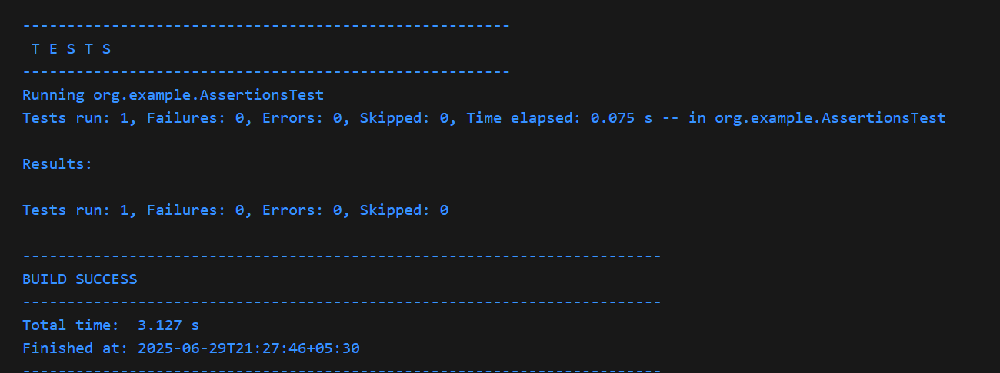 -------------------------------------------------------
 T E S T S
-------------------------------------------------------
Running org.example.AssertionsTest
Tests run: 1, Failures: 0, Errors: 0, Skipped: 0, Time elapsed: 0.075 s -- in org.example.AssertionsTest
Results:
Tests run: 1, Failures: 0, Errors: 0, Skipped: 0
------------------------------------------------------------------------
BUILD SUCCESS
------------------------------------------------------------------------
Total time:  3.127 s
Finished at: 2025-06-29T21:27:46+05:30
------------------------------------------------------------------------